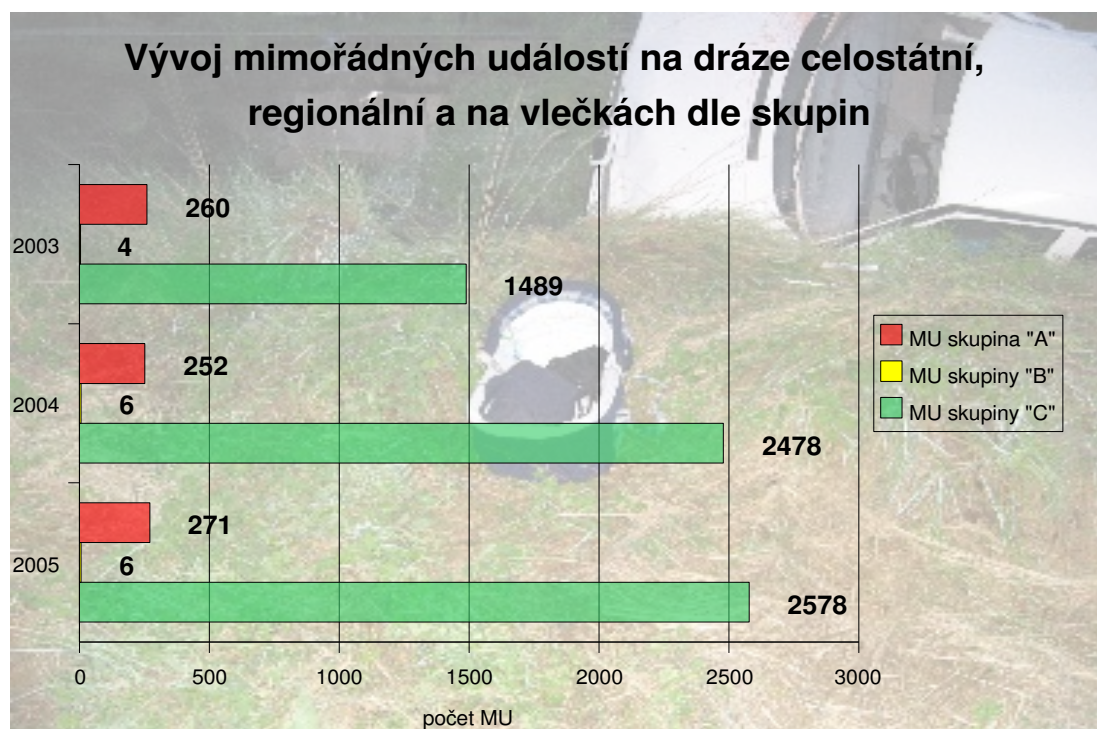 Vývoj mimořádných událostí na dráze celostátní,
regionální a na vlečkách dle skupin
2003
260
4
1489
2004
252
6
2478
2005
271
6
2578
MU skupina "A"
MU skupiny "B"
MU skupiny "C"
0 500 1000 1500 2000 2500 3000
počet MU